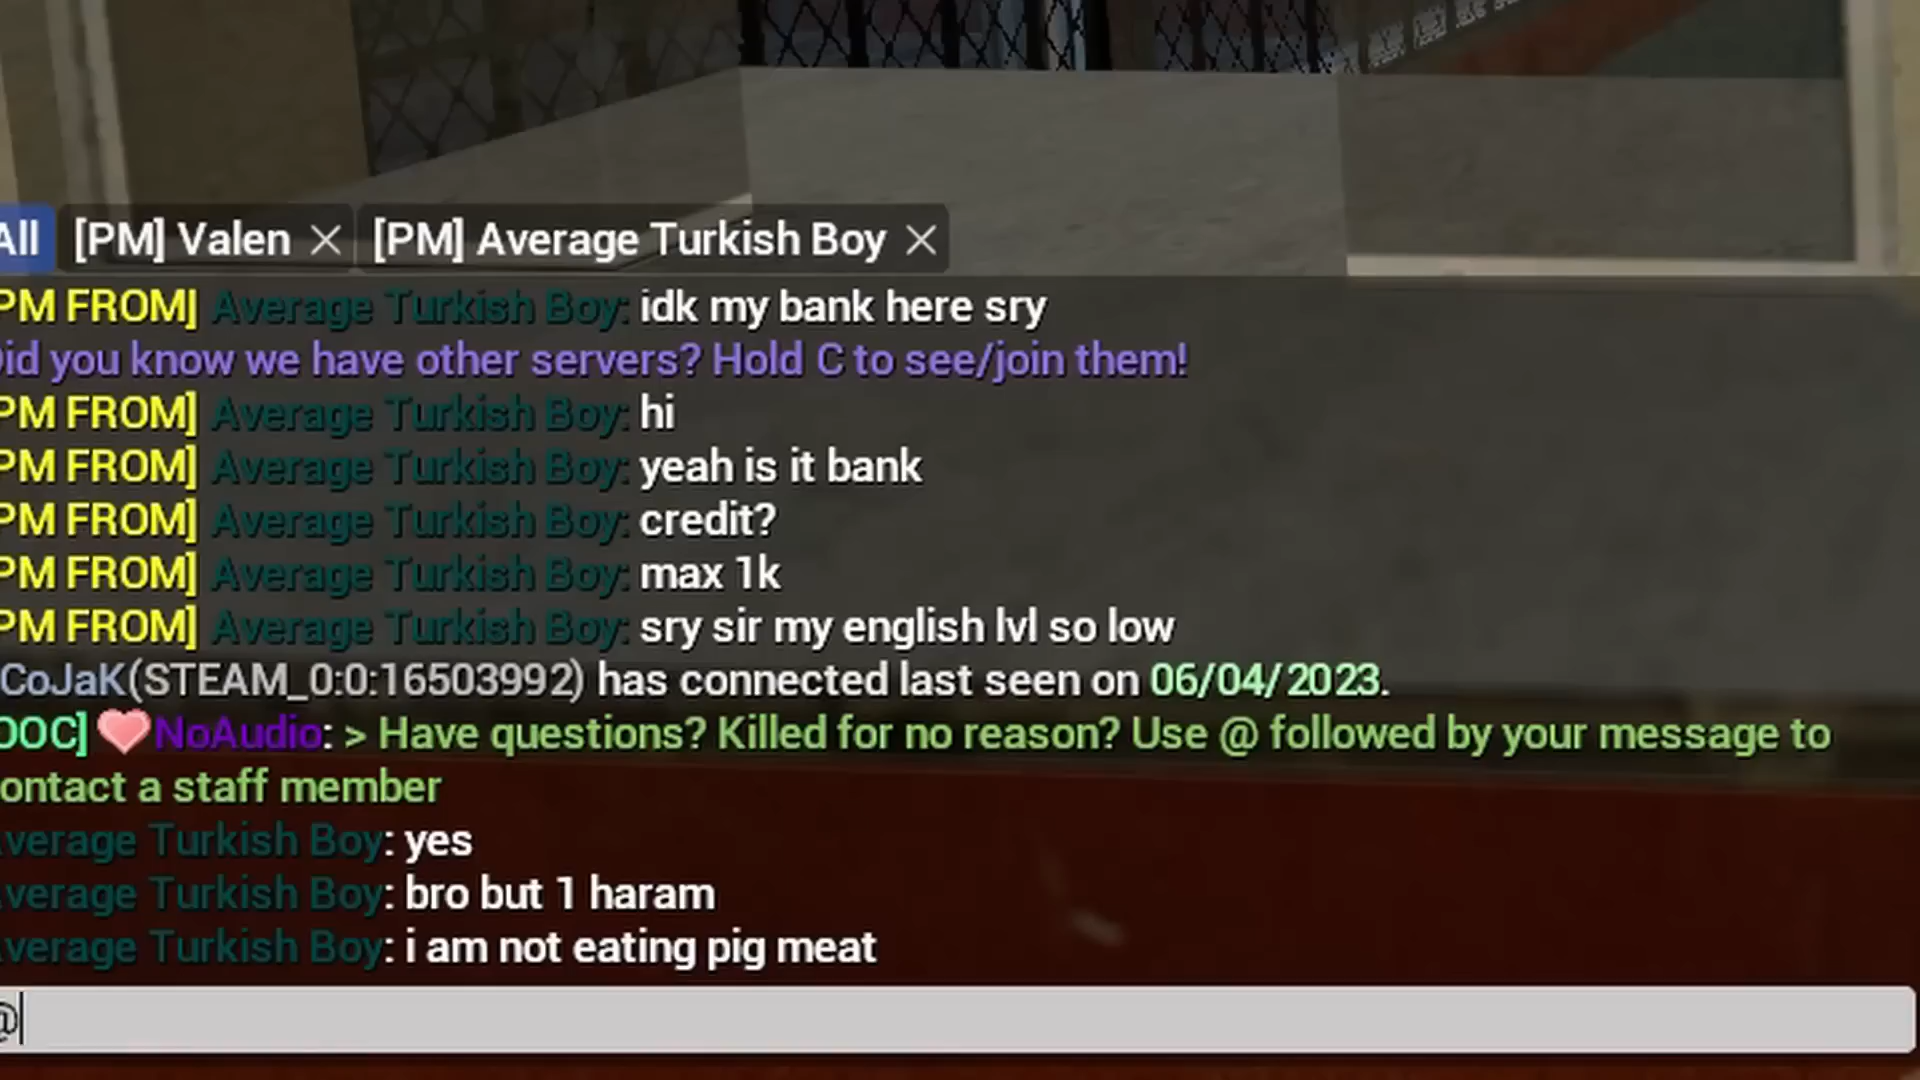 All [PM] Valen × [PM] Average Turkish Boy ×
PM FROM] Average Turkish Boy: idk my bank here sry
Did you know we have other servers? Hold C to see/join them!
PM FROM] Average Turkish Boy: hi
PM FROM] Average Turkish Boy: yeah is it bank
PM FROM] Average Turkish Boy: credit?
PM FROM] Average Turkish Boy: max 1k
PM FROM] Average Turkish Boy: sry sir my english lvl so low
CoJaK(STEAM_0:0:16503992) has connected last seen on 06/04/2023.
OOC] NoAudio: > Have questions? Killed for no reason? Use @ followed by your message to
ontact a staff member
verage Turkish Boy: yes
verage Turkish Boy: bro but 1 haram
verage Turkish Boy: i am not eating pig meat
@